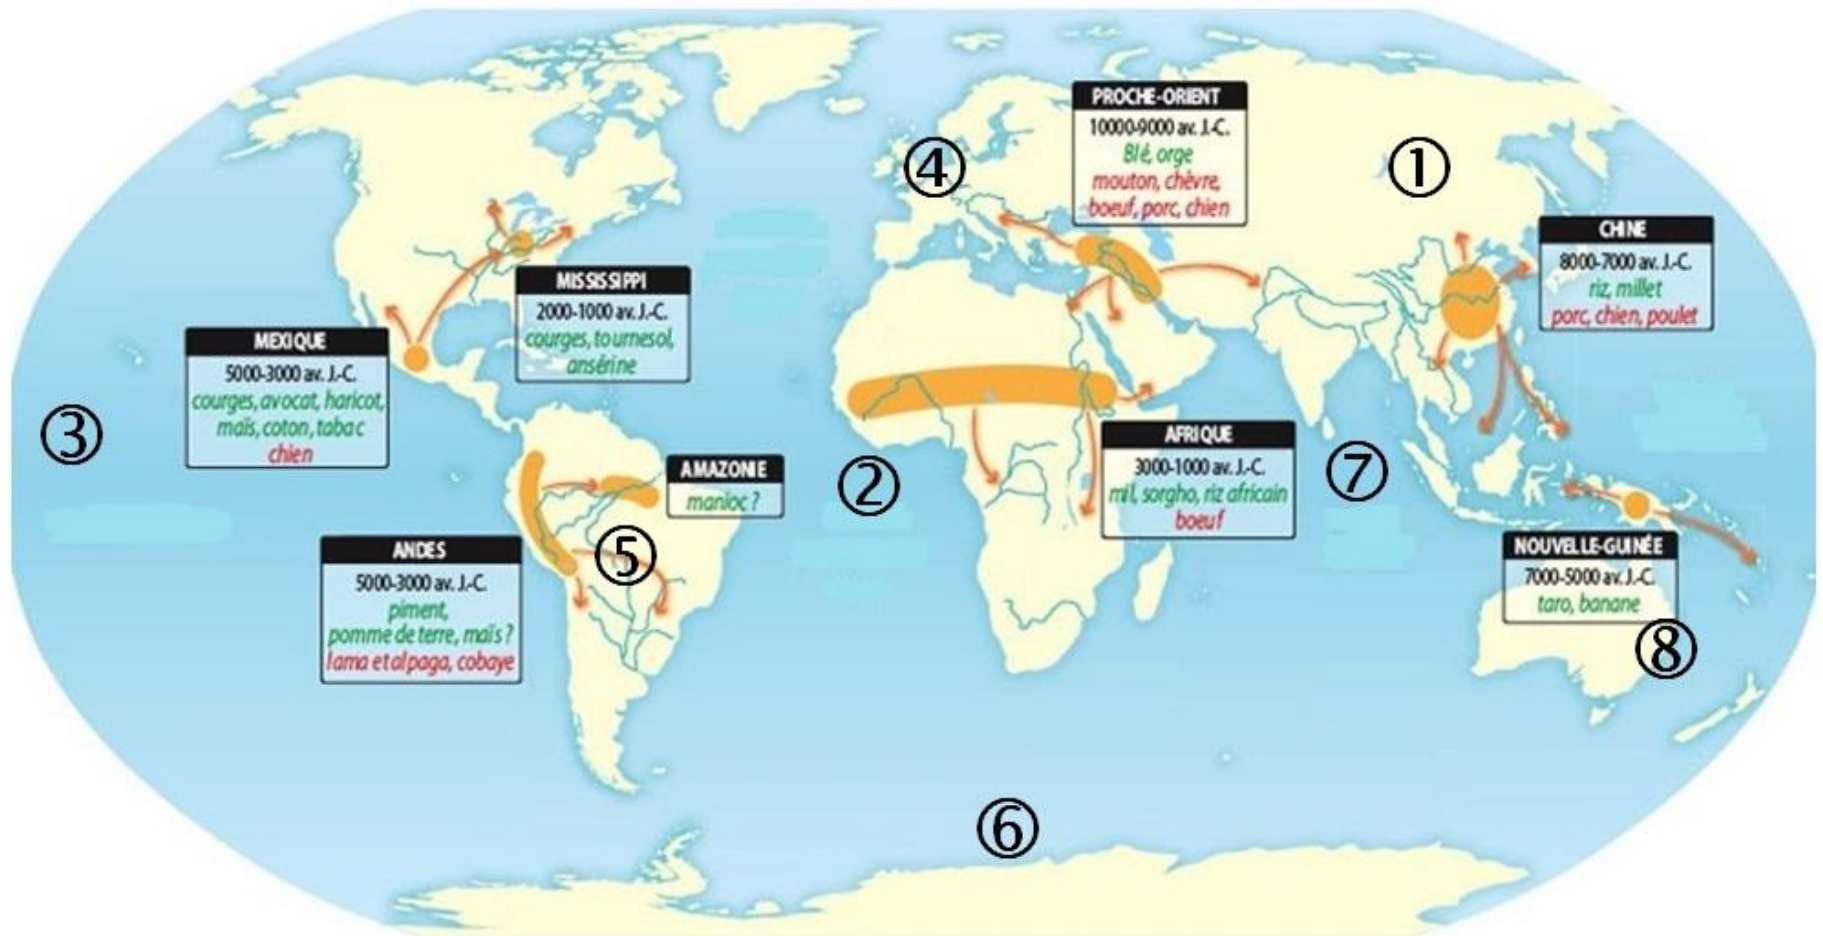 PROCHE-ORIENT
10000-9000 av. J.-C.
Blé, orge
mouton, chèvre,
boeuf, porc, chien
④
①
CHINE
8000-7000 av. J.-C.
riz, millet
porc, chien, poulet
MISSISSIPPI
2000-1000 av. J.-C.
courges, tournesol,
ansérine
MEXIQUE
5000-3000 av. J.-C.
courges, avocat, haricot,
maïs, coton, tabac
chien
③
AFRIQUE
3000-1000 av. J.-C.
mil, sorgho, riz africain
boeuf
AMAZONIE
manioc ?
②
⑦
ANDES
5000-3000 av. J.-C.
piment,
pomme de terre, maïs ?
lama et alpaga, cobaye
⑤
NOUVELLE-GUINÉE
7000-5000 av. J.-C.
taro, banane
⑧
⑥